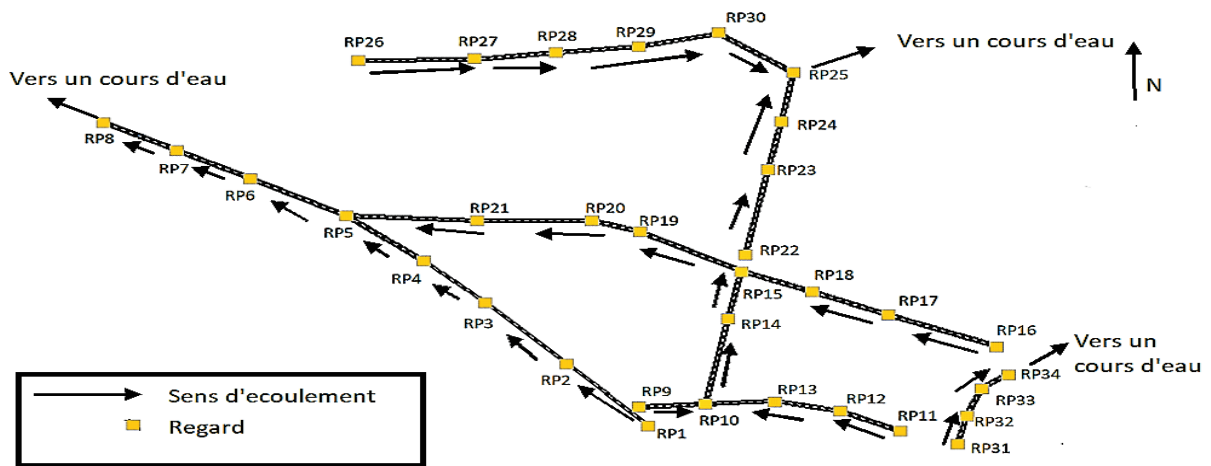 RP30
RP26
RP27
RP28
RP29
Vers un cours d'eau
RP25
N
Vers un cours d'eau
RP24
RP8
RP7
RP6
RP23
RP5
RP21
RP20
RP19
RP22
RP4
RP15
RP18
RP17
RP3
RP14
RP16
Vers un
cours d'eau
RP34
RP2
RP13
RP33
RP9
RP12
RP11
RP32
RP1
RP10
RP31
Sens d'ecoulement
Regard